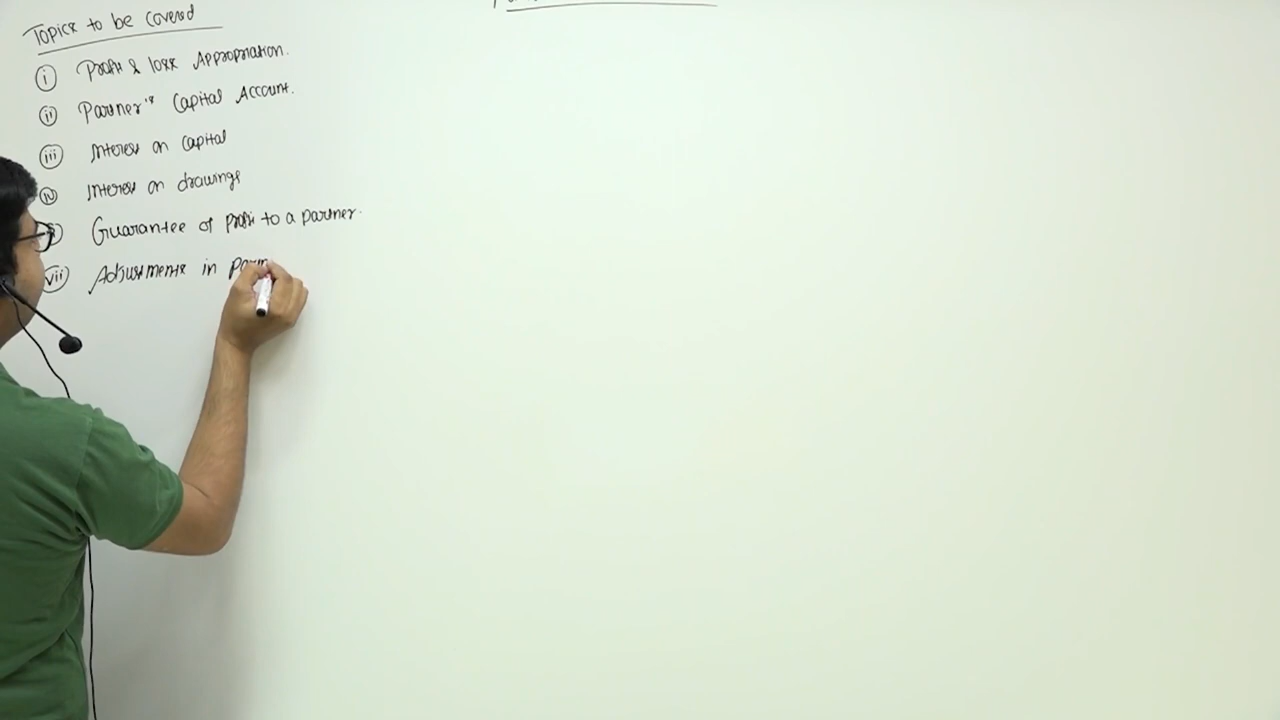 Topics to be Covered
(i) Profit & loss Appropriation.
(ii) Partner's Capital Account.
(iii) Interest on Capital
(iv) Interest on drawings
Guarantee of Profit to a partner.
(vii) Adjustments in